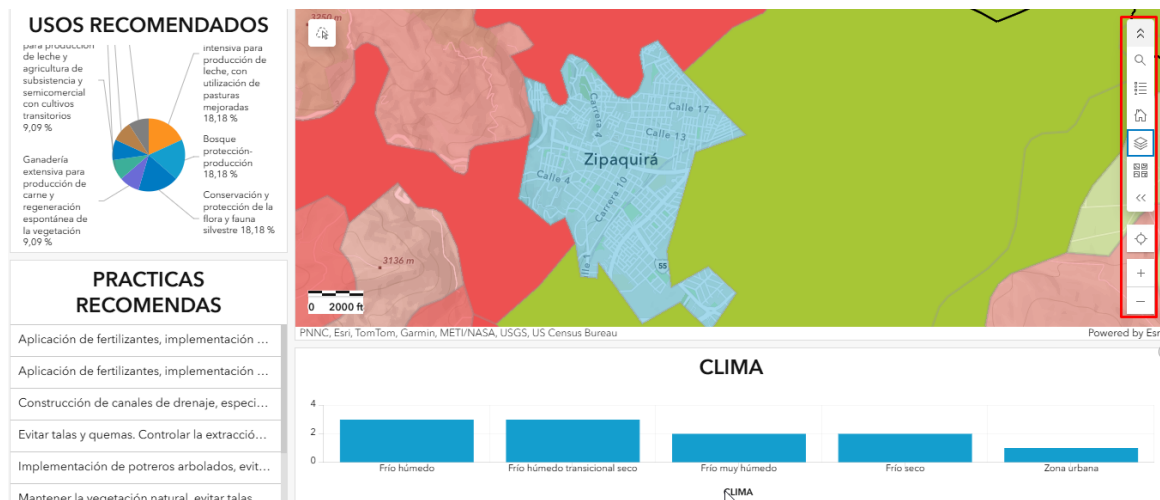 USOS RECOMENDADOS
para producción
de leche y
agricultura de
subsistencia y
semicomercial
con cultivos
transitorios
9,09 %
Ganadería
extensiva para
producción de
carne y
regeneración
espontánea de
la vegetación
9,09 %
intensiva para
producción de
leche, con
utilización de
pasturas
mejoradas
18,18 %
Bosque
protección-
producción
18,18 %
Conservación y
protección de la
flora y fauna
silvestre 18,18 %
PRACTICAS
RECOMENDAS
Aplicación de fertilizantes, implementación ...
Aplicación de fertilizantes, implementación ...
Construcción de canales de drenaje, especi...
Evitar talas y quemas. Controlar la extracció...
Implementación de potreros arbolados, evit...
Mantener la vegetación natural, evitar talas
3250 m
Carrera 4
Calle 17
Calle 13
Zipaquirá
Calle 4
Carrera 10
3136 m
55
0 2000 ft
PNNC, Esri, TomTom, Garmin, METI/NASA, USGS, US Census Bureau
Powered by Esri
CLIMA
4
2
0
Frío húmedo
Frío húmedo transicional seco
Frío muy húmedo
Frío seco
Zona urbana
CLIMA